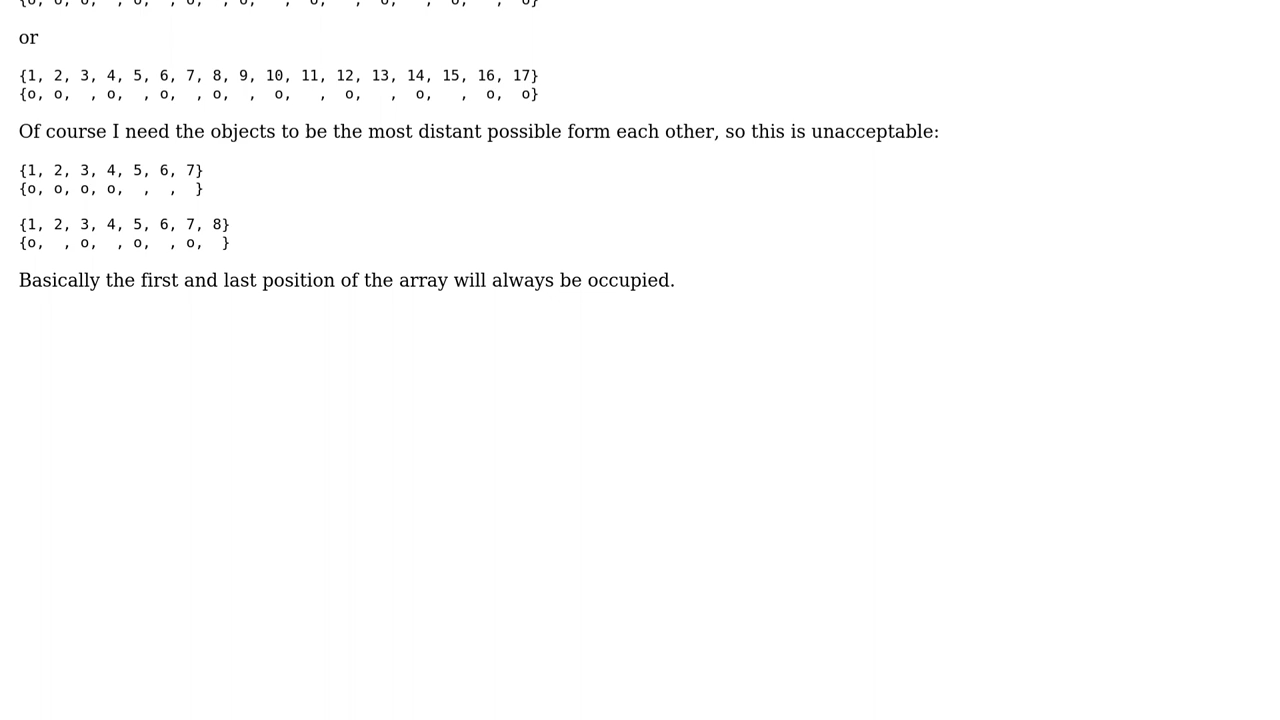 {o, o, o,  , o,  , o,  , o,   ,  o,   ,  o,   ,  o,   ,  o}
or
{1, 2, 3, 4, 5, 6, 7, 8, 9, 10, 11, 12, 13, 14, 15, 16, 17}
{o, o,  , o,  , o,  , o,  ,  o,   ,  o,   ,  o,   ,  o,  o}
Of course I need the objects to be the most distant possible form each other, so this is unacceptable:
{1, 2, 3, 4, 5, 6, 7}
{o, o, o, o,  ,  ,  }
{1, 2, 3, 4, 5, 6, 7, 8}
{o,  , o,  , o,  , o,  }
Basically the first and last position of the array will always be occupied.